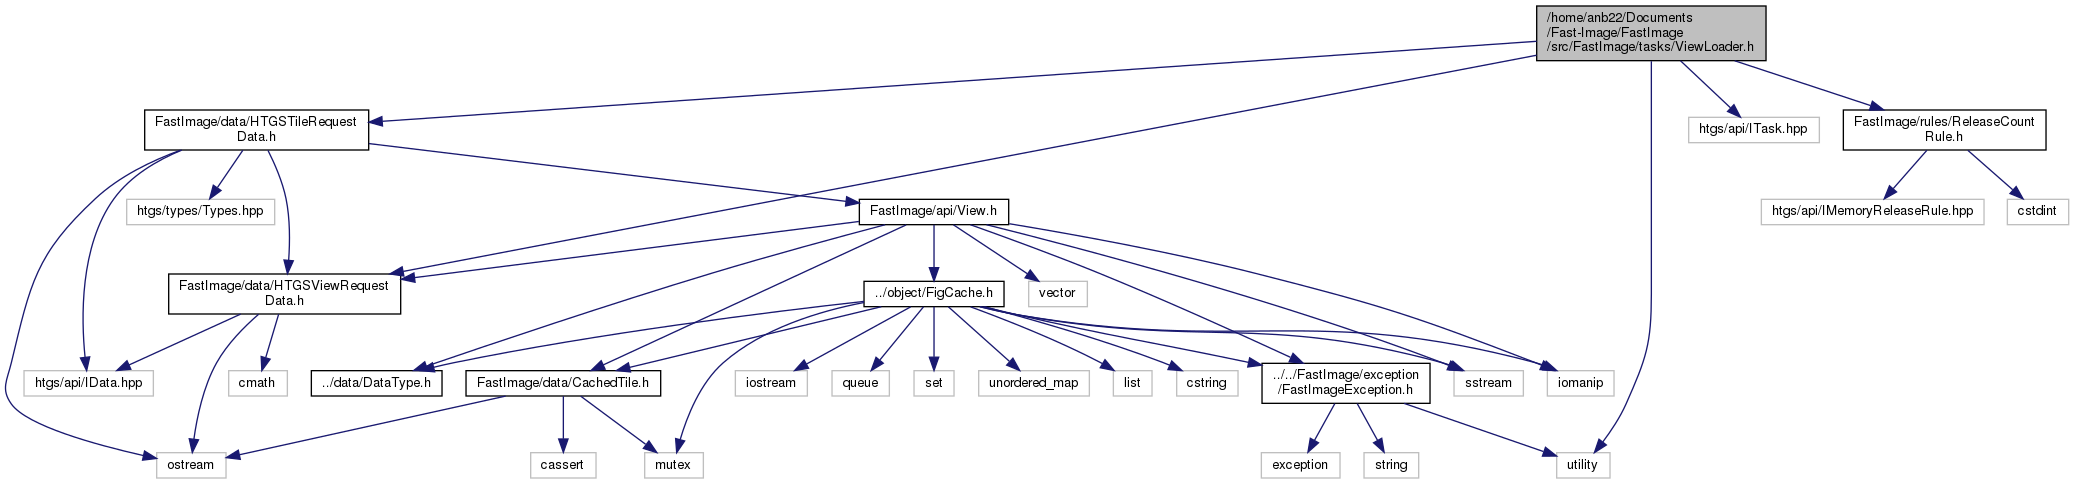 /home/anb22/Documents
/Fast-Image/FastImage
/src/FastImage/tasks/ViewLoader.h
FastImage/data/HTGSTileRequest
Data.h
htgs/api/ITask.hpp
FastImage/rules/ReleaseCount
Rule.h
htgs/types/Types.hpp
FastImage/api/View.h
htgs/api/IMemoryReleaseRule.hpp
cstdint
FastImage/data/HTGSViewRequest
Data.h
../object/FigCache.h
vector
htgs/api/IData.hpp
cmath
../data/DataType.h
FastImage/data/CachedTile.h
iostream
queue
set
unordered_map
list
cstring
../../FastImage/exception
/FastImageException.h
sstream
iomanip
ostream
cassert
mutex
exception
string
utility